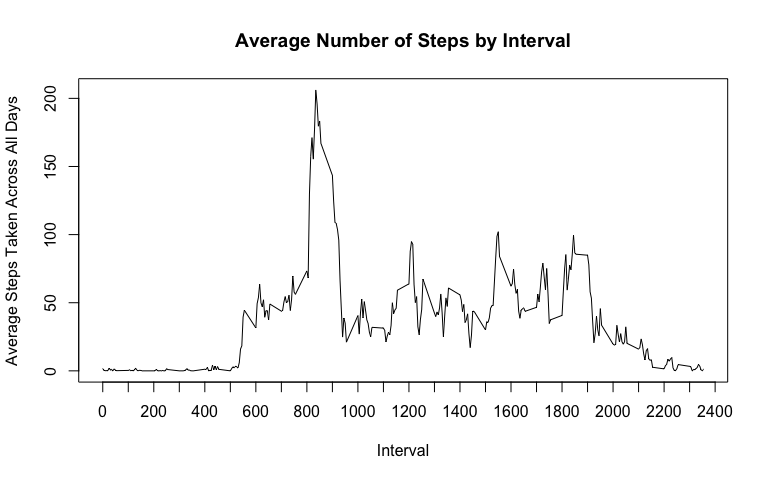 Average Number of Steps by Interval
Average Steps Taken Across All Days
200
150
100
50
0
0 200 400 600 800 1000 1200 1400 1600 1800 2000 2200 2400
Interval